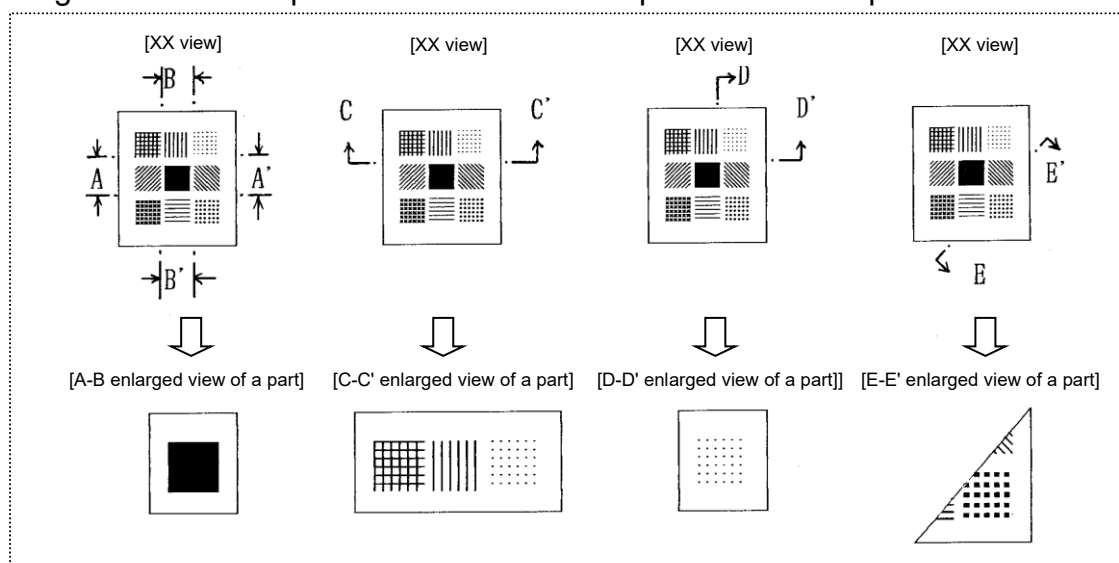 [XX view] [XX view] [XX view] [XX view]
B D
C C' D'
A A' E'
B' E
[A-B enlarged view of a part] [C-C' enlarged view of a part] [D-D' enlarged view of a part]] [E-E' enlarged view of a part]